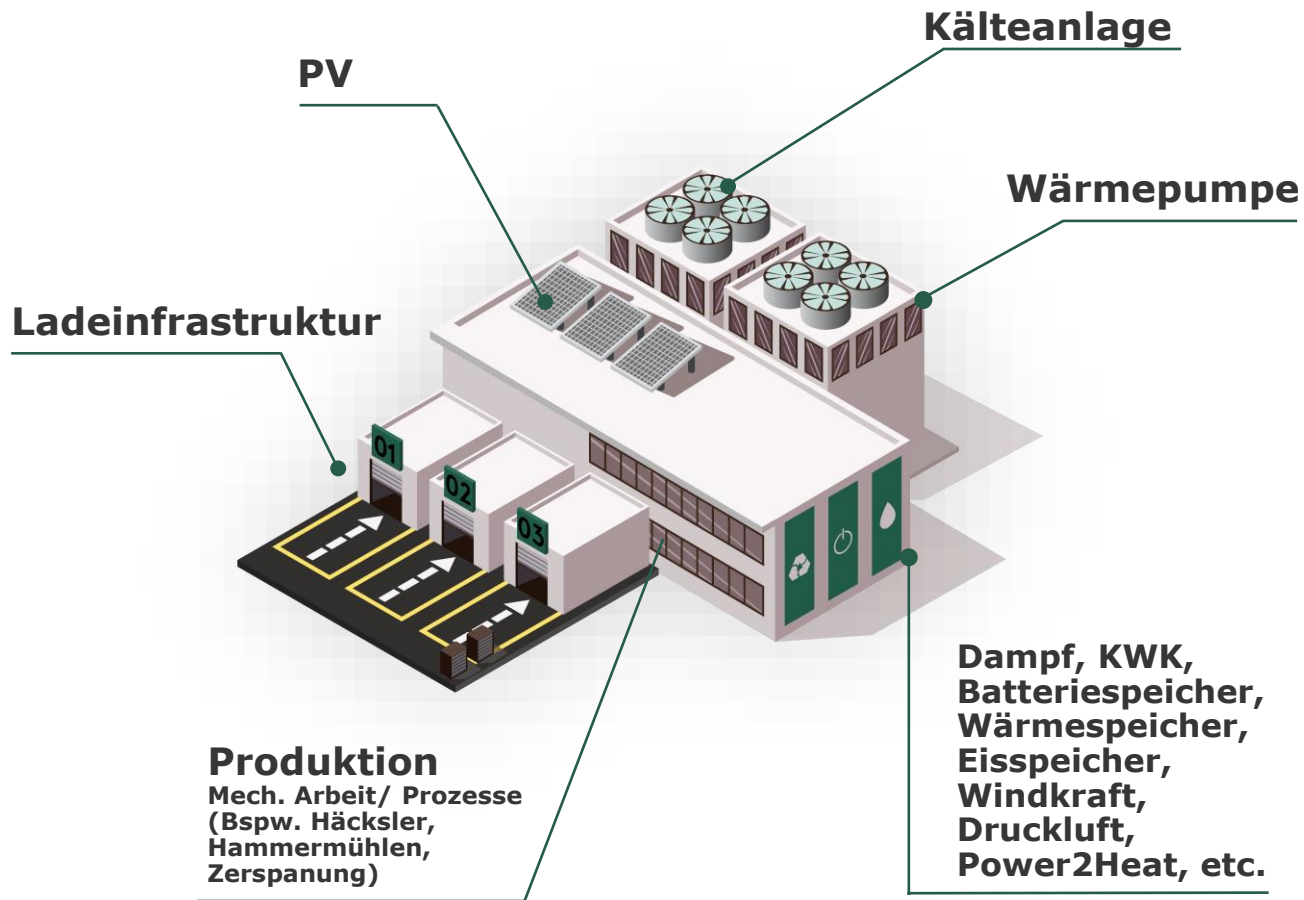 Kälteanlage
PV
Wärmepumpe
Ladeinfrastruktur
01
02
03
Dampf, KWK,
Batteriespeicher,
Wärmespeicher,
Eisspeicher,
Windkraft,
Druckluft,
Power2Heat, etc.
Produktion
Mech. Arbeit/ Prozesse
(Bspw. Häcksler,
Hammermühlen,
Zerspanung)